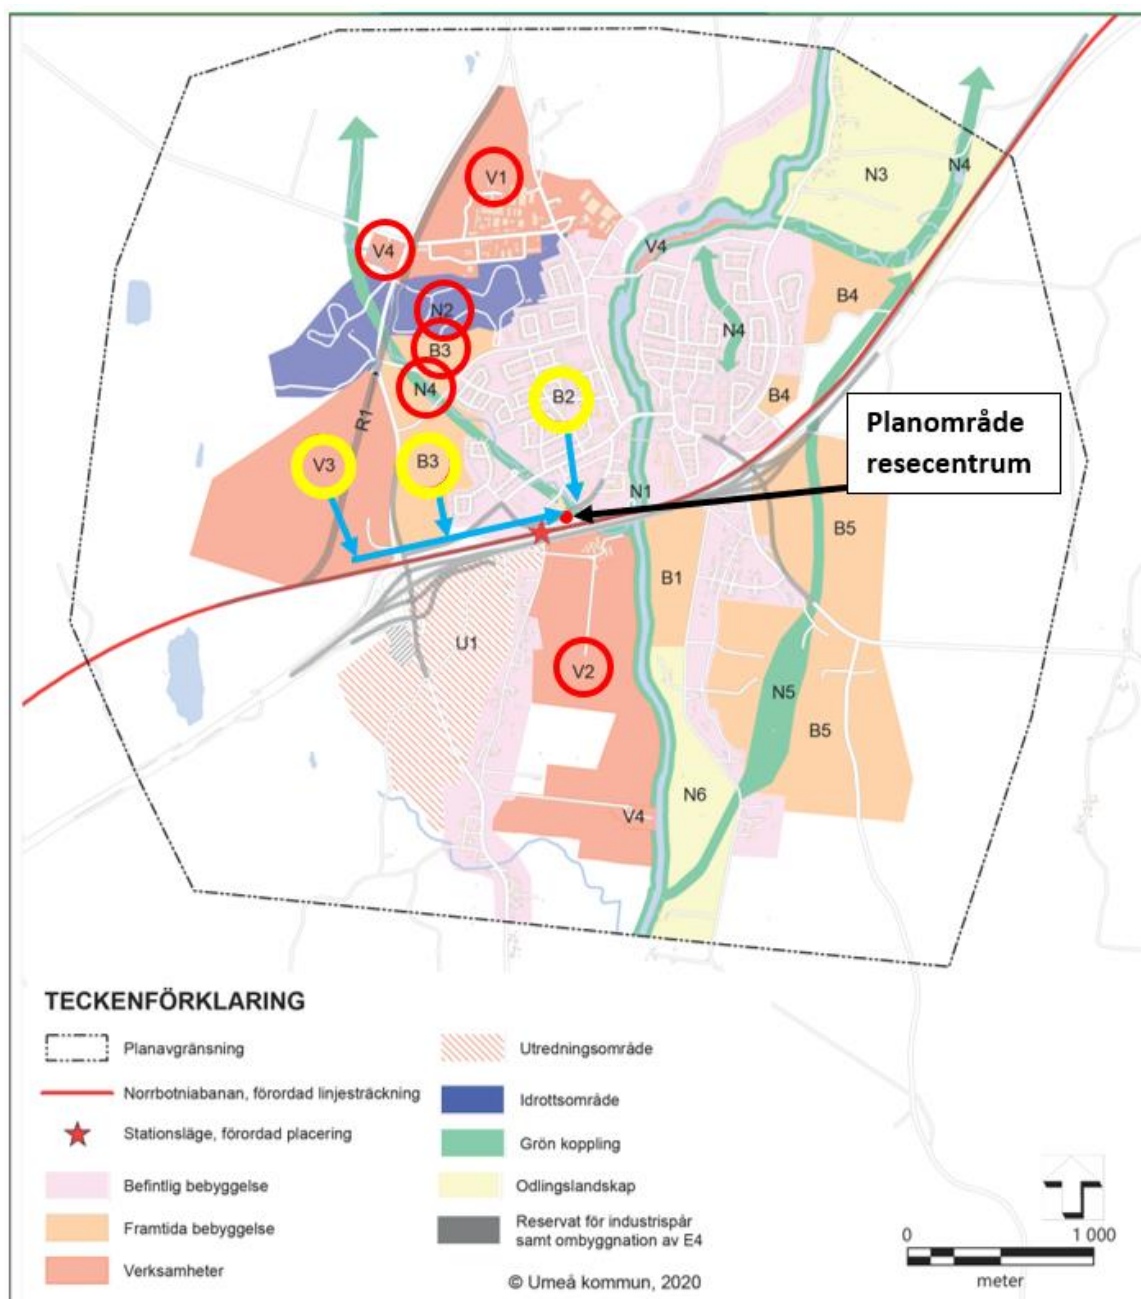 V1
N3
N4
V4
V4
N2
B4
N4
B3
N4
B2
B4
R1
Planområde
resecentrum
V3
B3
N1
B5
B1
U1
V2
N5
B5
N6
V4
TECKENFÖRKLARING
Planavgränsning
Norrbotniabanan, förordad linjesträckning
Stationsläge, förordad placering
Befintlig bebyggelse
Framtida bebyggelse
Verksamheter
Utredningsområde
Idrottsområde
Grön koppling
Odlingslandskap
Reservat för industrispår
samt ombyggnation av E4
© Umeå kommun, 2020
0 1 000
meter